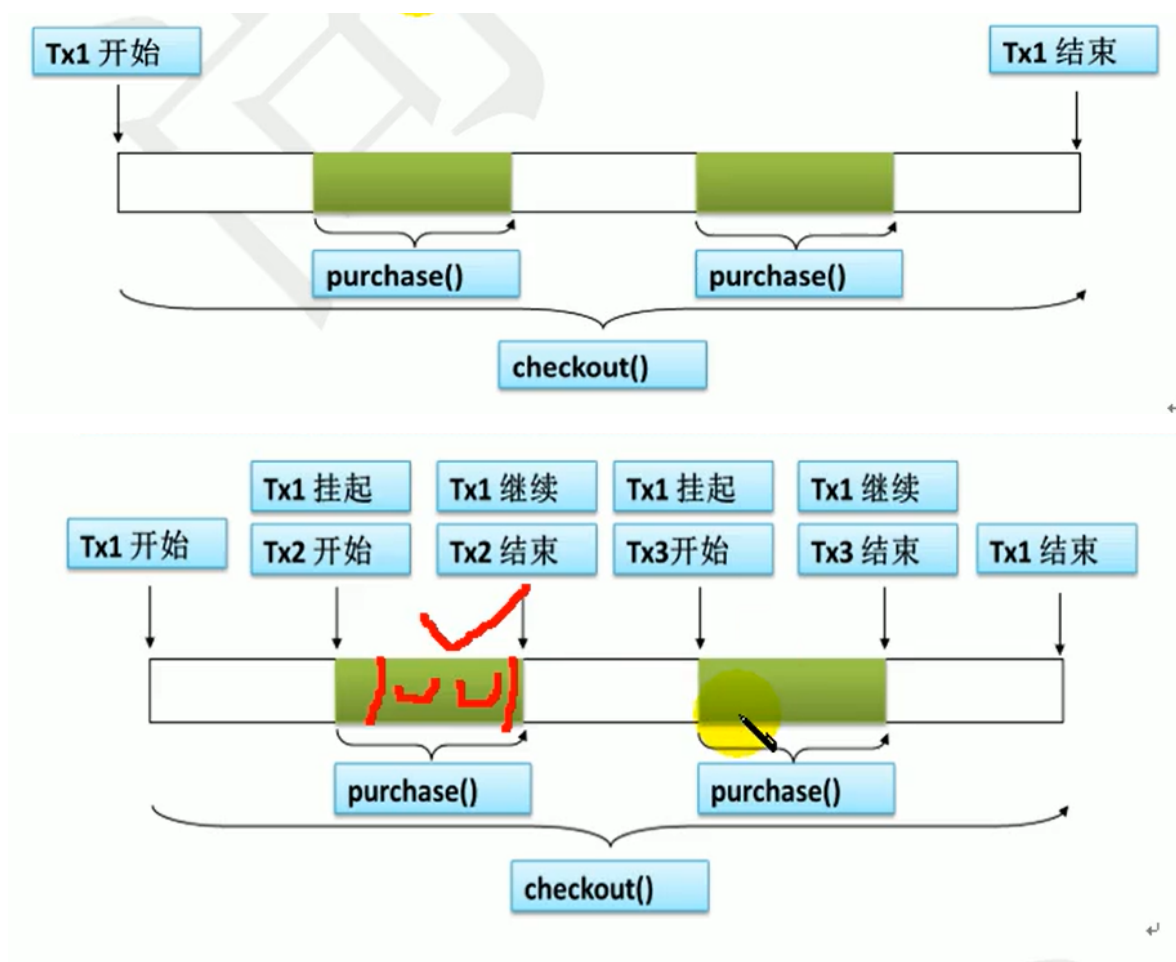 Tx1 开始
Tx1 结束
purchase()
purchase()
checkout()
Tx1 挂起
Tx1 继续
Tx1 挂起
Tx1 继续
Tx1 开始
Tx2 开始
Tx2 结束
Tx3开始
Tx3 结束
Tx1 结束
purchase()
purchase()
checkout()